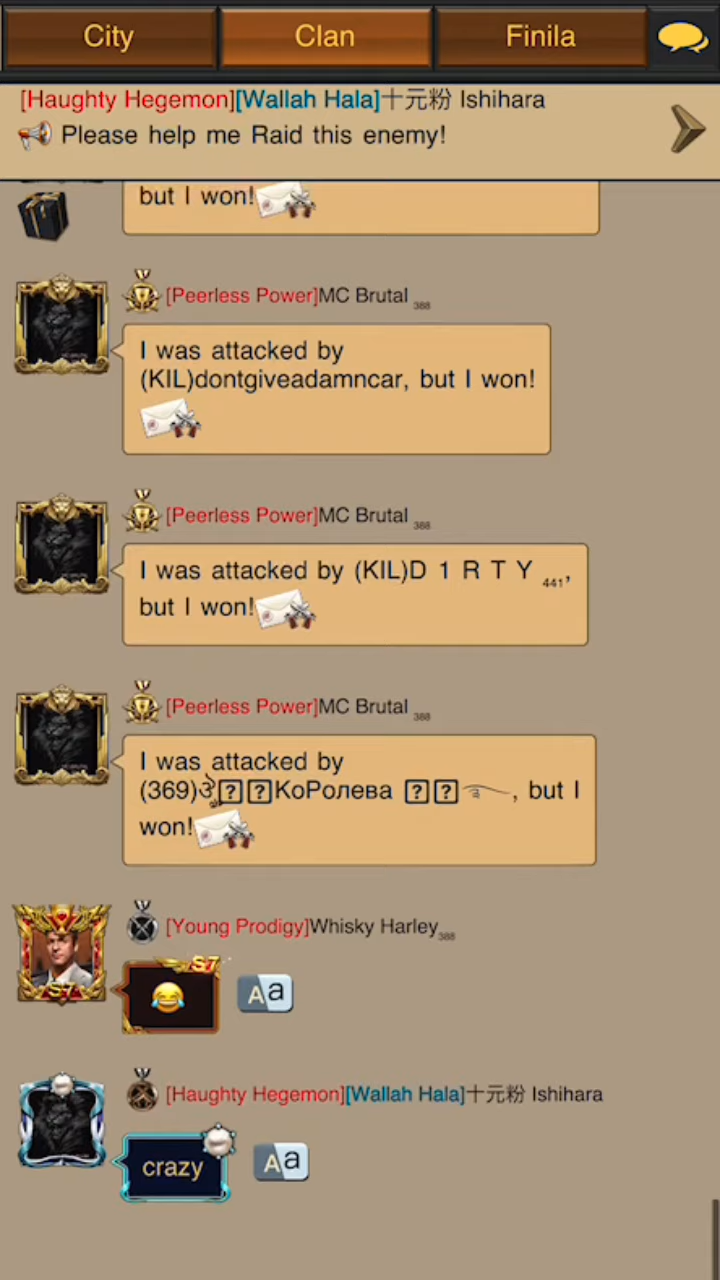 City
Clan
Finila
[Haughty Hegemon][Wallah Hala]十元粉 Ishihara
Please help me Raid this enemy!
but I won!
[Peerless Power]MC Brutal 388
I was attacked by
(KIL)dontgiveadamncar, but I won!
[Peerless Power]MC Brutal 388
I was attacked by (KIL)D 1 R T Y 441,
but I won!
[Peerless Power]MC Brutal 388
I was attacked by
(369) КоРолева , but I
won!
[Young Prodigy]Whisky Harley388
S7
S7
😂
Aa
[Haughty Hegemon][Wallah Hala]十元粉 Ishihara
crazy
Aa